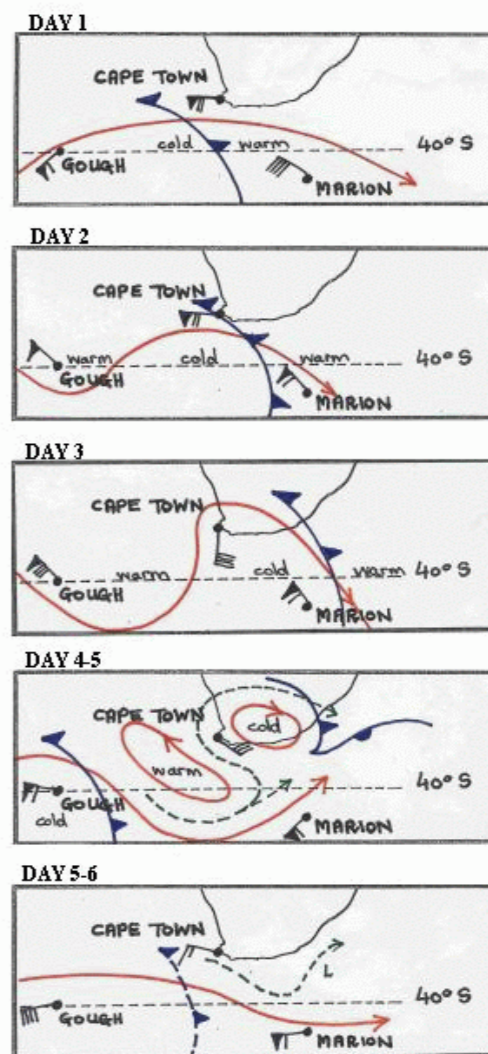 DAY 1
CAPE TOWN
cold warm 40° S
GOUGH
MARION
DAY 2
CAPE TOWN
warm cold warm 40° S
GOUGH
MARION
DAY 3
CAPE TOWN
warm cold warm 40° S
GOUGH
MARION
DAY 4-5
CAPE TOWN
cold
warm
40° S
GOUGH
cold
MARION
DAY 5-6
CAPE TOWN
L
40° S
GOUGH
MARION